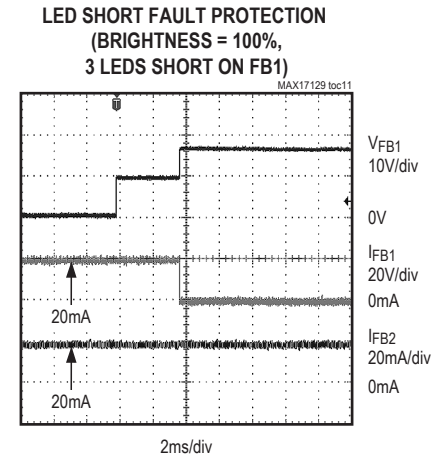 LED SHORT FAULT PROTECTION
(BRIGHTNESS = 100%,
3 LEDS SHORT ON FB1)
MAX17129 toc11
VFB1
10V/div
0V
IFB1
20V/div
0mA
20mA
IFB2
20mA/div
0mA
20mA
2ms/div